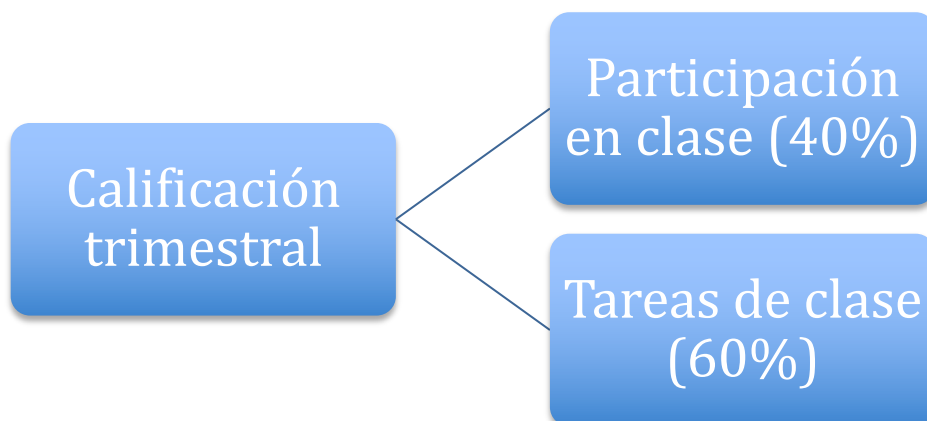 Calificación
trimestral
Participación
en clase (40%)
Tareas de clase
(60%)